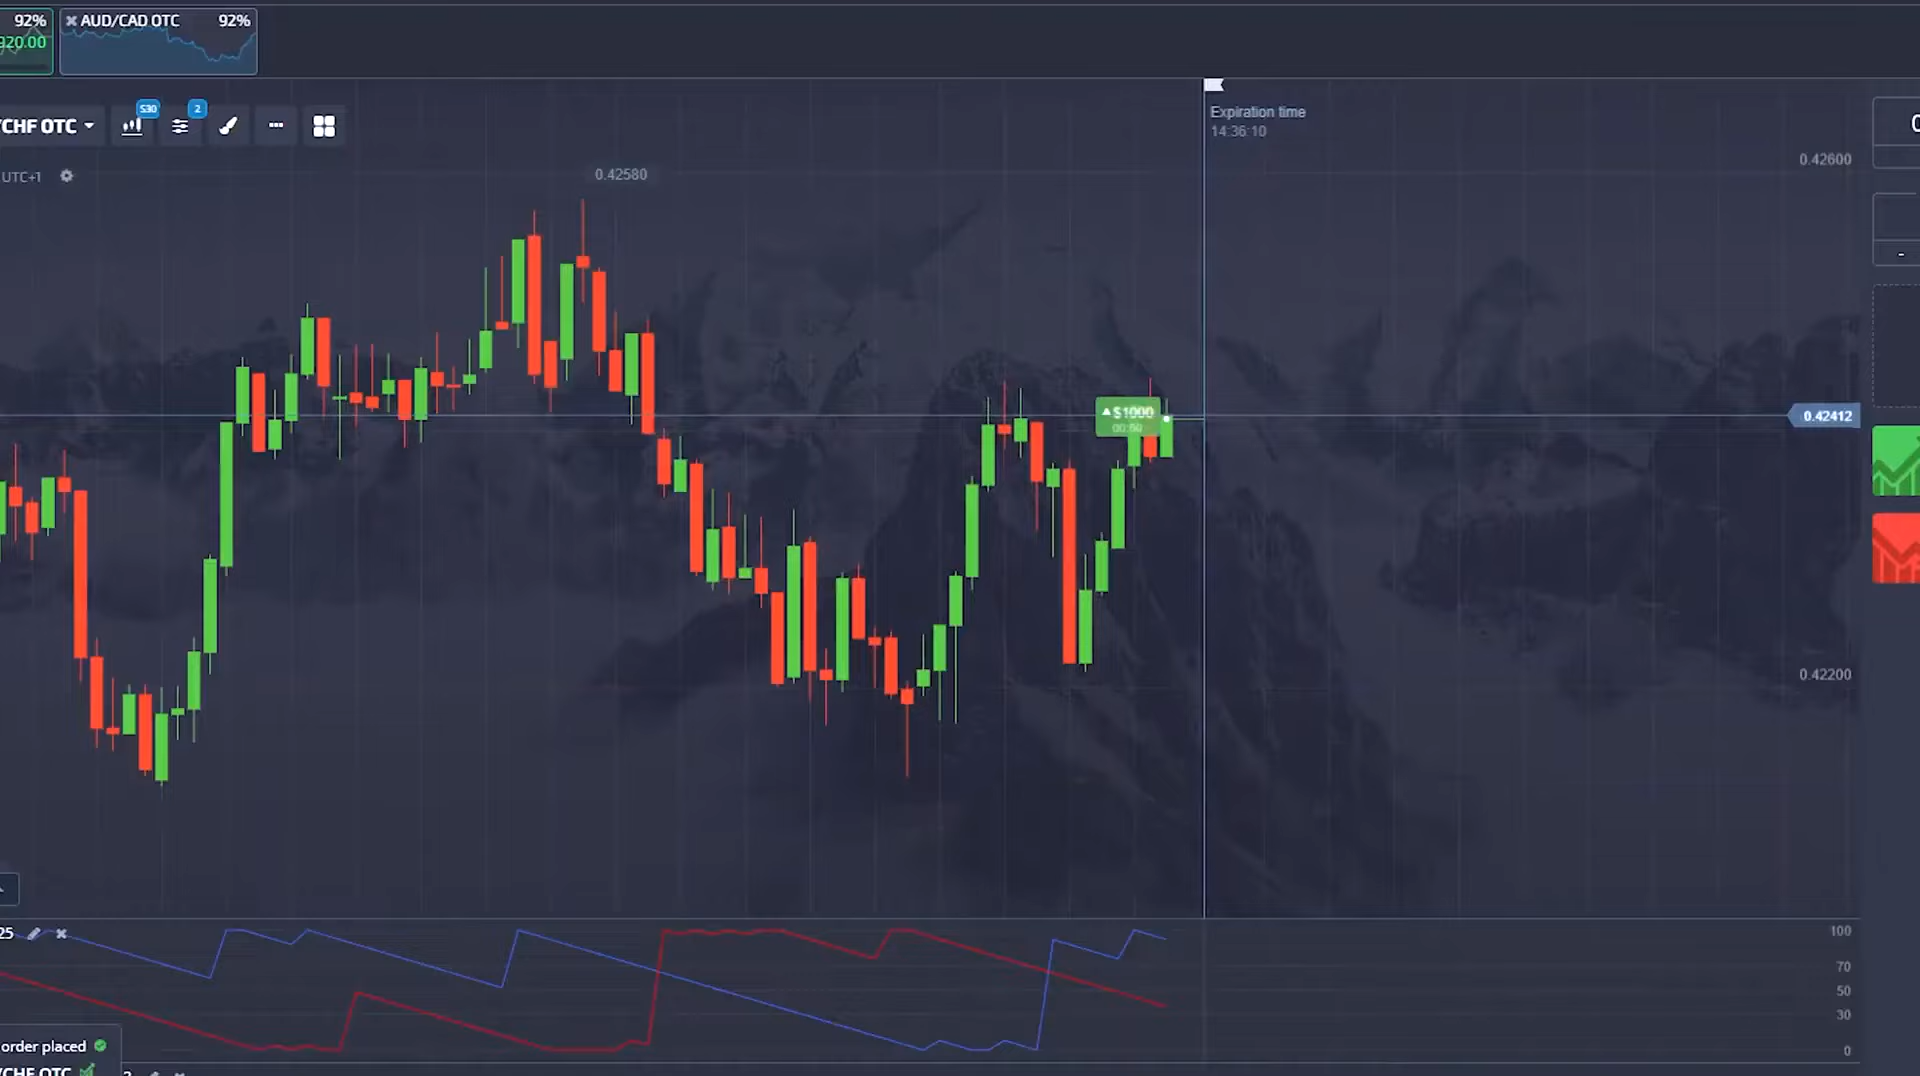 92% AUD/CAD OTC 92%
920.00
Expiration time
14:36:10
S30 2
/CHF OTC
UTC+1
0.42580
0.42600
$1000
0.42412
-
0.42200
25
100
70
50
30
0
order placed
/CHF OTC